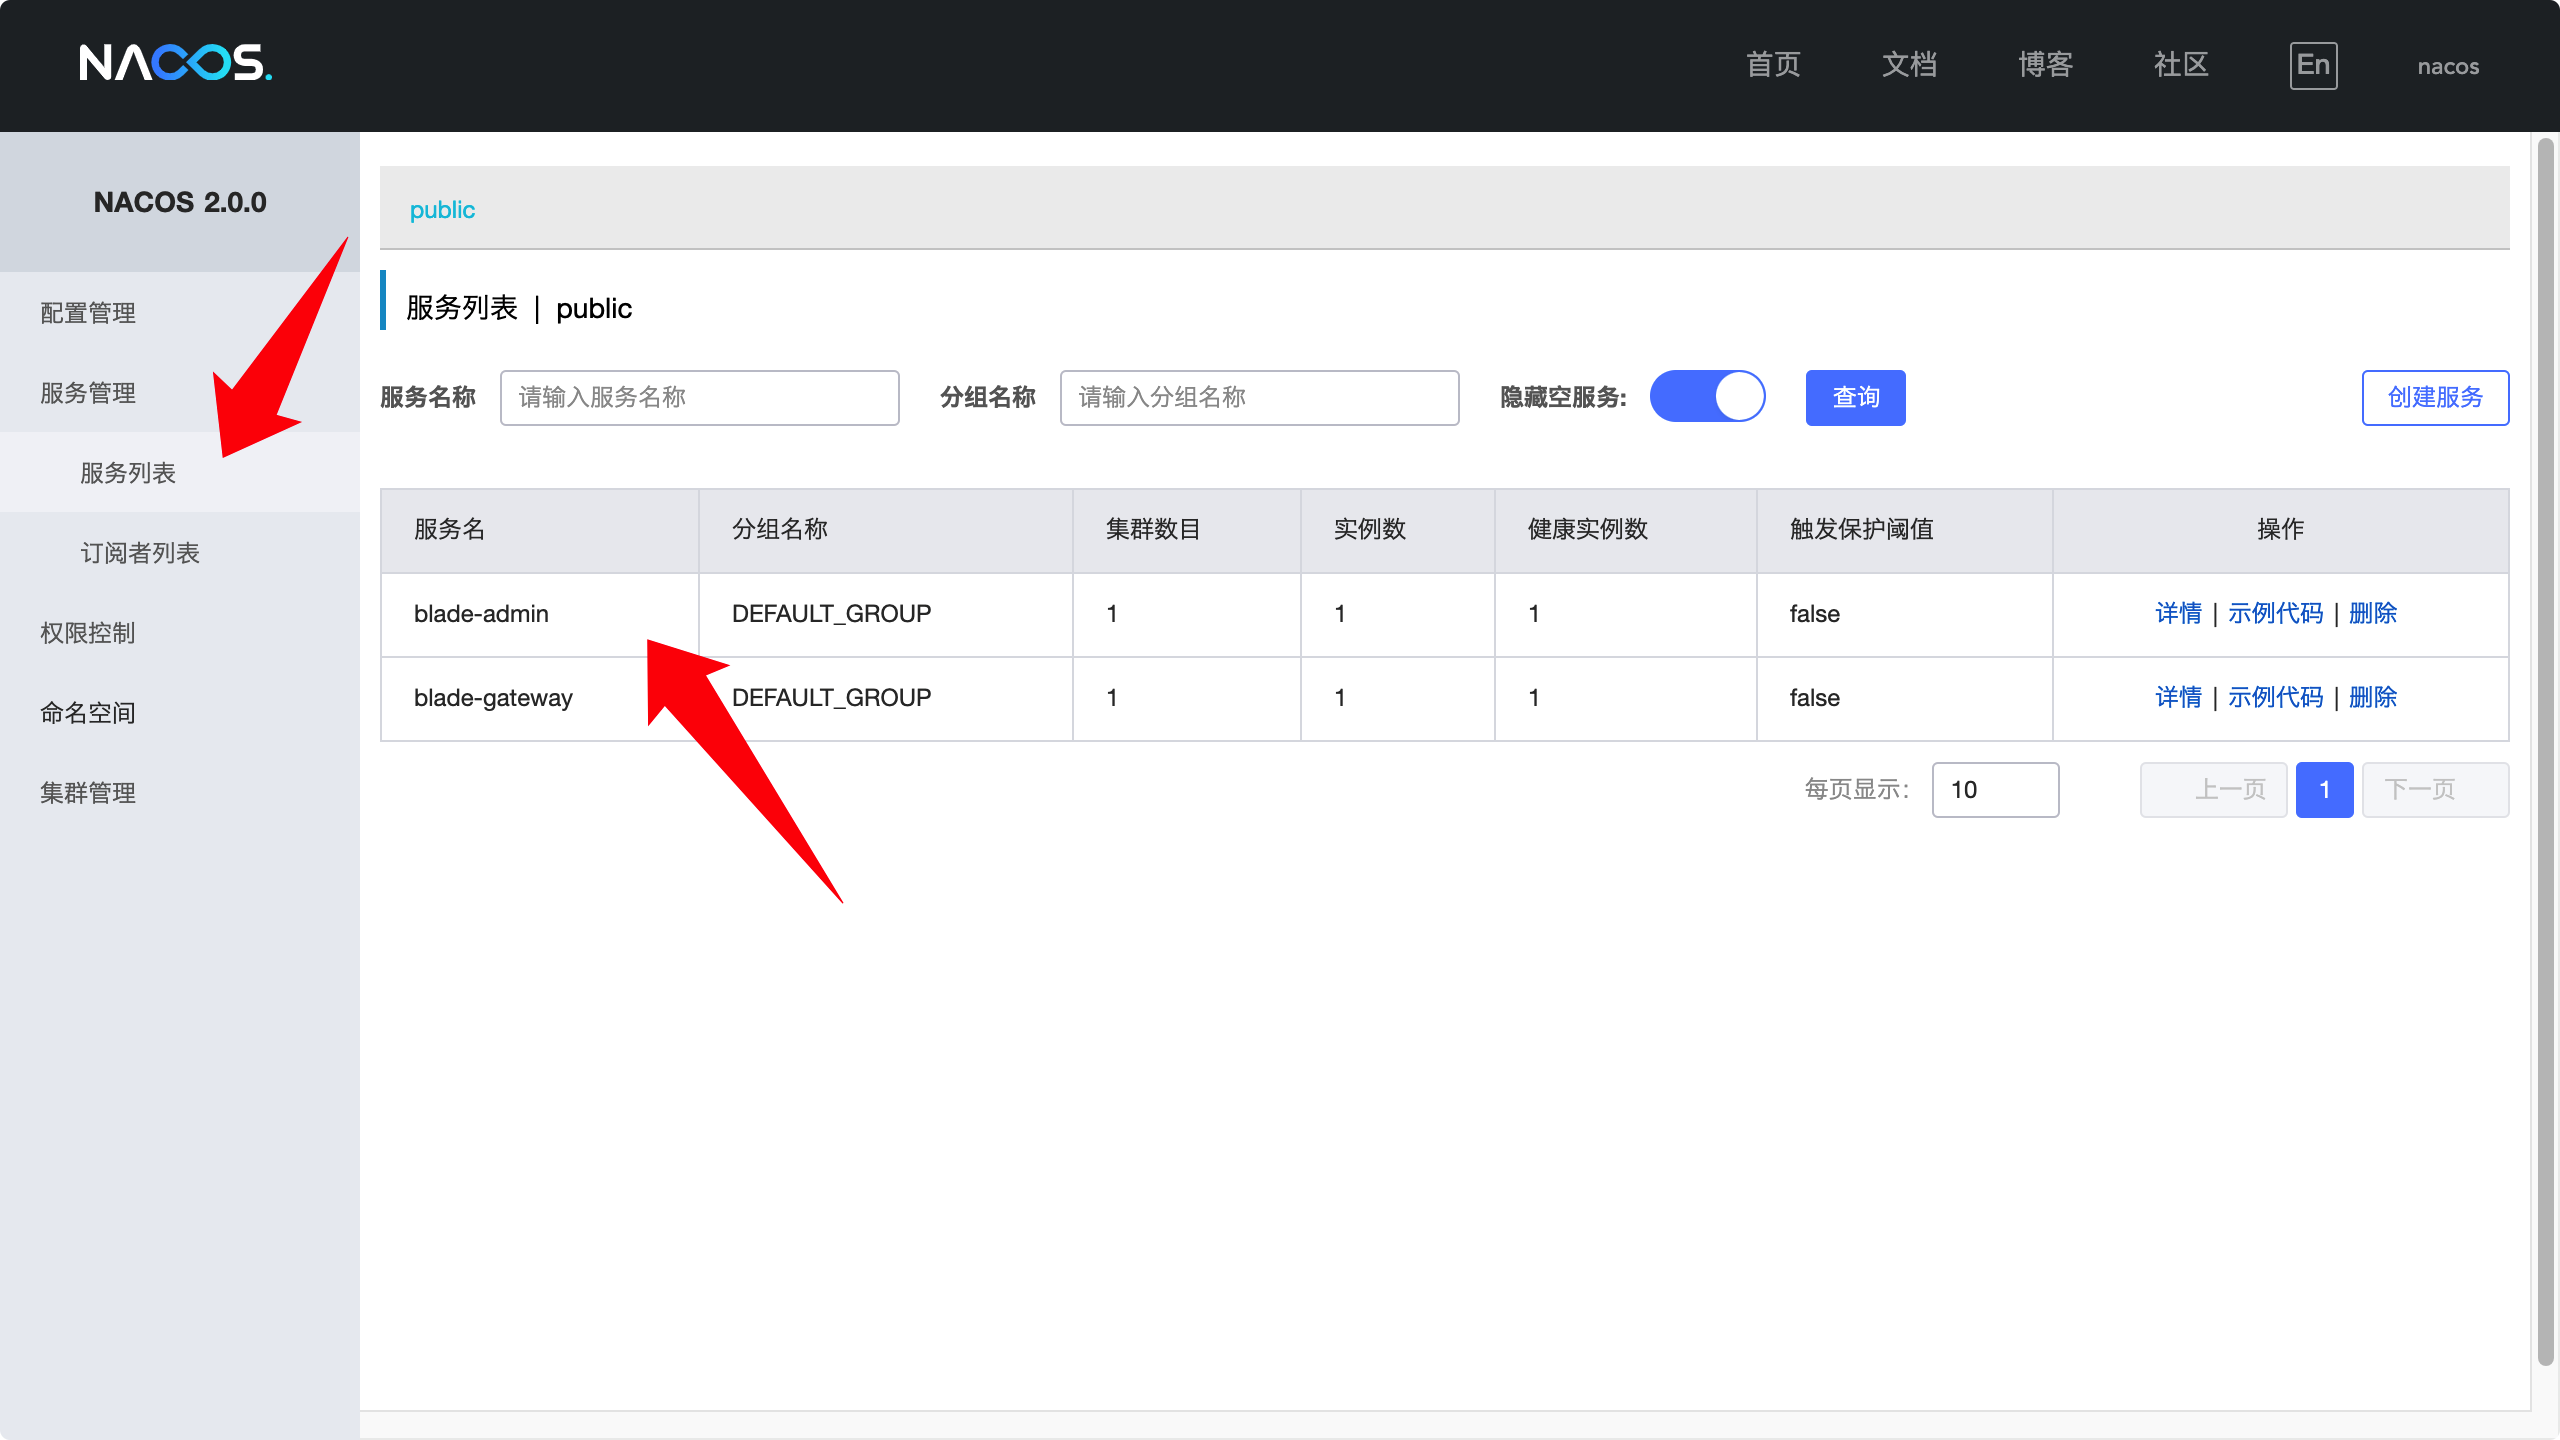 NACOS.
首页 文档 博客 社区 En nacos
NACOS 2.0.0
配置管理
服务管理
服务列表
订阅者列表
权限控制
命名空间
集群管理
public
服务列表 | public
服务名称 请输入服务名称 分组名称 请输入分组名称 隐藏空服务: 查询 创建服务
服务名 分组名称 集群数目 实例数 健康实例数 触发保护阈值 操作
blade-admin DEFAULT_GROUP 1 1 1 false 详情 | 示例代码 | 删除
blade-gateway DEFAULT_GROUP 1 1 1 false 详情 | 示例代码 | 删除
每页显示: 10 上一页 1 下一页